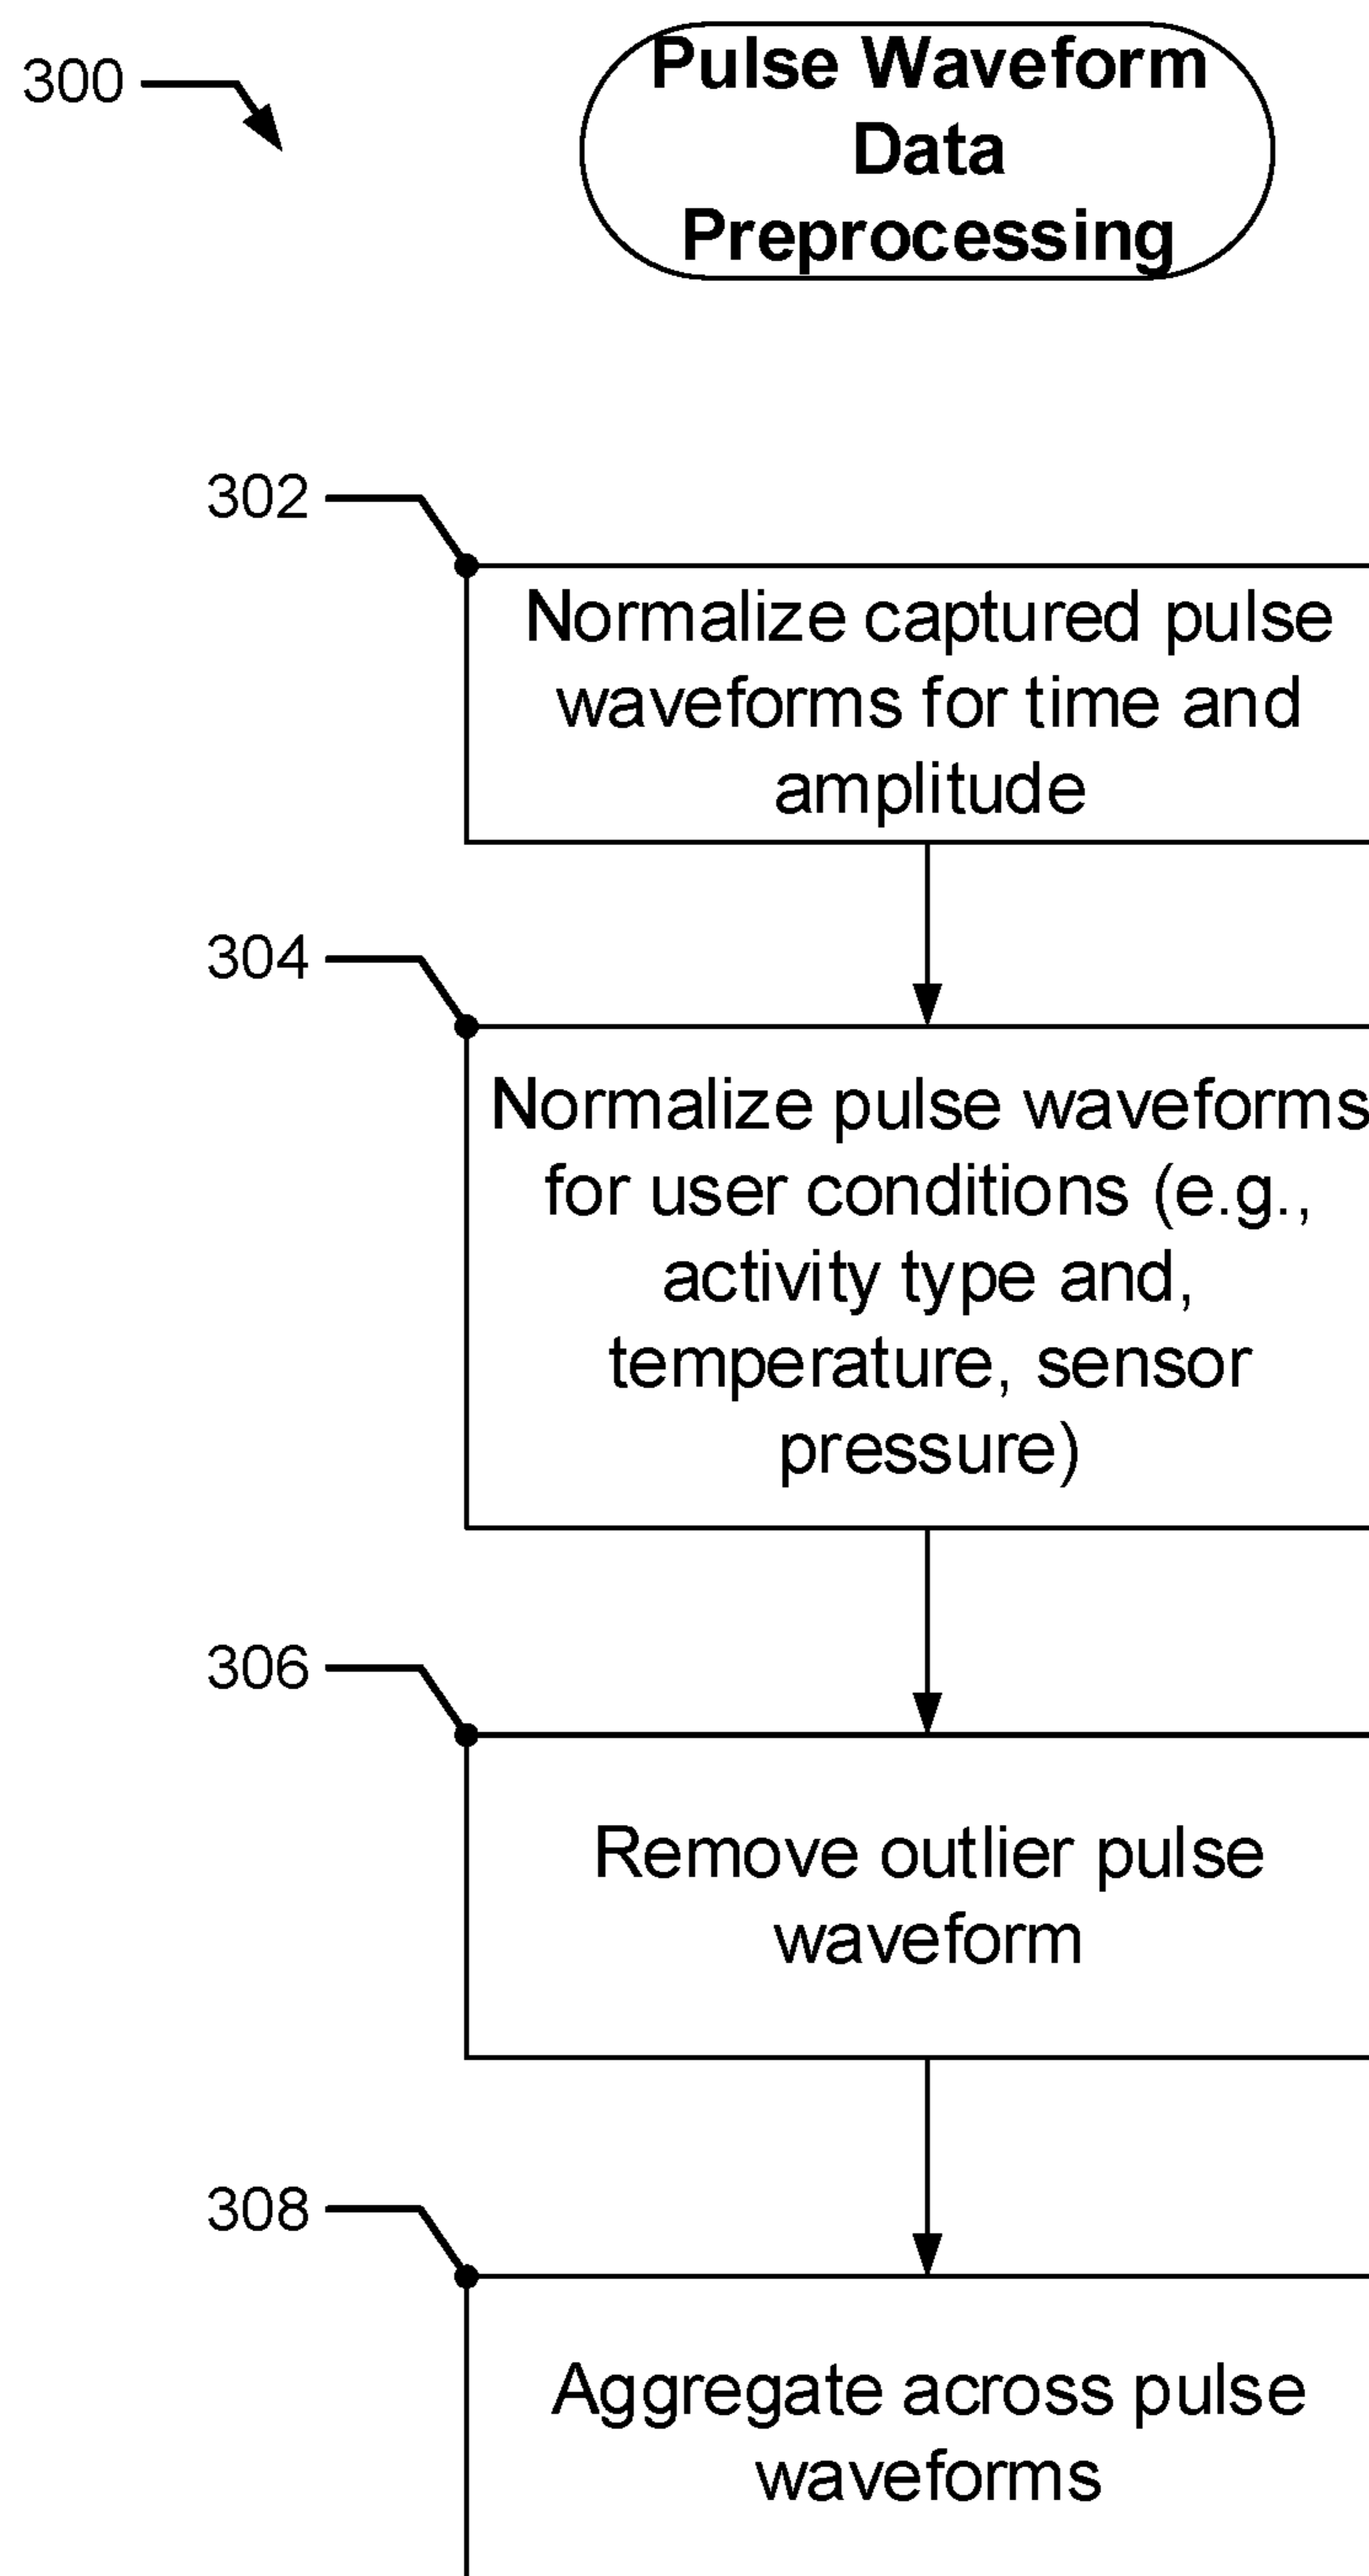 300
Pulse Waveform
Data
Preprocessing
302
Normalize captured pulse
waveforms for time and
amplitude
304
Normalize pulse waveforms
for user conditions (e.g.,
activity type and,
temperature, sensor
pressure)
306
Remove outlier pulse
waveform
308
Aggregate across pulse
waveforms